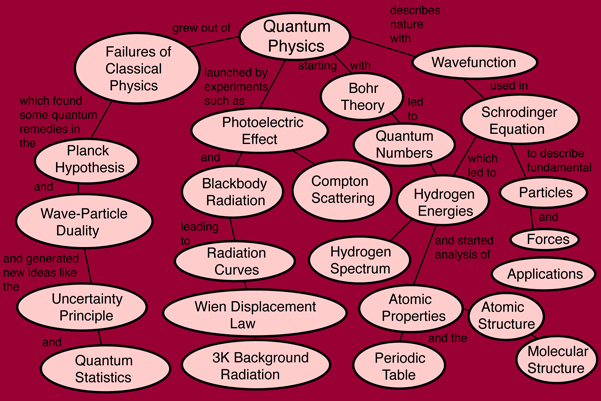 Quantum
Physics
grew out of
Failures of
Classical
Physics
which found
some quantum
remedies in
the
Planck
Hypothesis
and
Wave-Particle
Duality
and generated
new ideas like
the
Uncertainty
Principle
and
Quantum
Statistics
launched by
experiments
such as
Photoelectric
Effect
and
Blackbody
Radiation
Compton
Scattering
leading
to
Radiation
Curves
Wien Displacement
Law
3K Background
Radiation
starting with
Bohr
Theory
led
to
Quantum
Numbers
Hydrogen
Energies
Hydrogen
Spectrum
and started
analysis of
Atomic
Properties
Periodic
Table
and the
Atomic
Structure
Molecular
Structure
describes
nature
with
Wavefunction
used in
Schrodinger
Equation
which
led to
to describe
fundamental
Particles
and
Forces
Applications